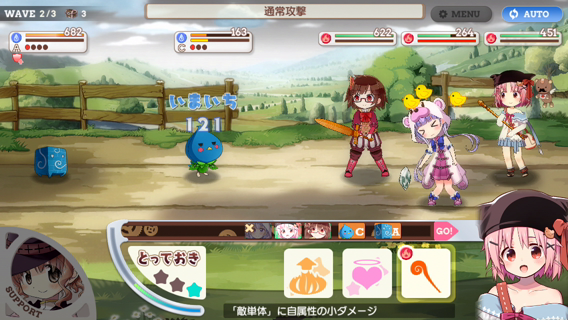 WAVE 2/3 3
通常攻撃
MENU
AUTO
682
A
163
C
622
264
451
いまいち
121
C
A
GO!
とっておき
SUPPORT
「敵単体」に自属性の小ダメージ